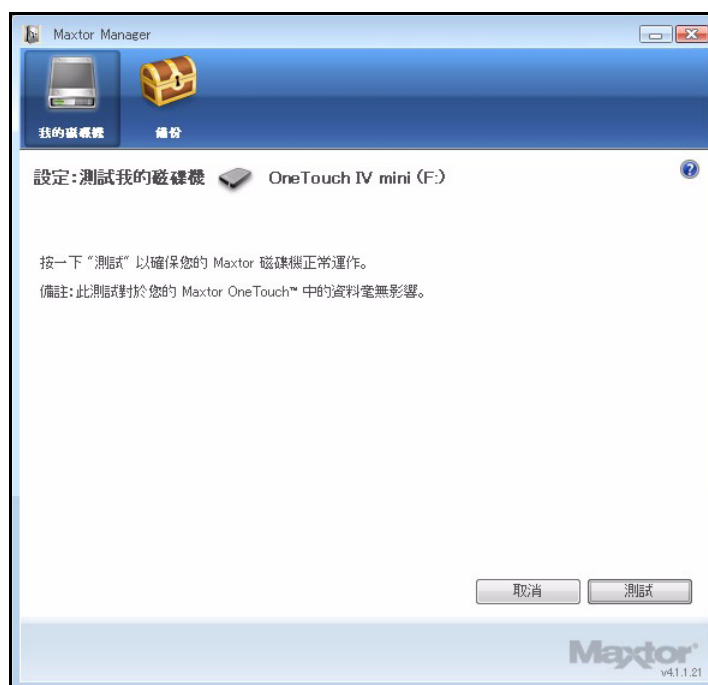 Maxtor Manager
我的磁碟機
備份
設定:測試我的磁碟機 OneTouch IV mini (F:)
按一下 “測試” 以確保您的 Maxtor 磁碟機正常運作。
備註:此測試對於您的 Maxtor OneTouch™ 中的資料毫無影響。
取消
測試
Maxtor
v4.1.1.21